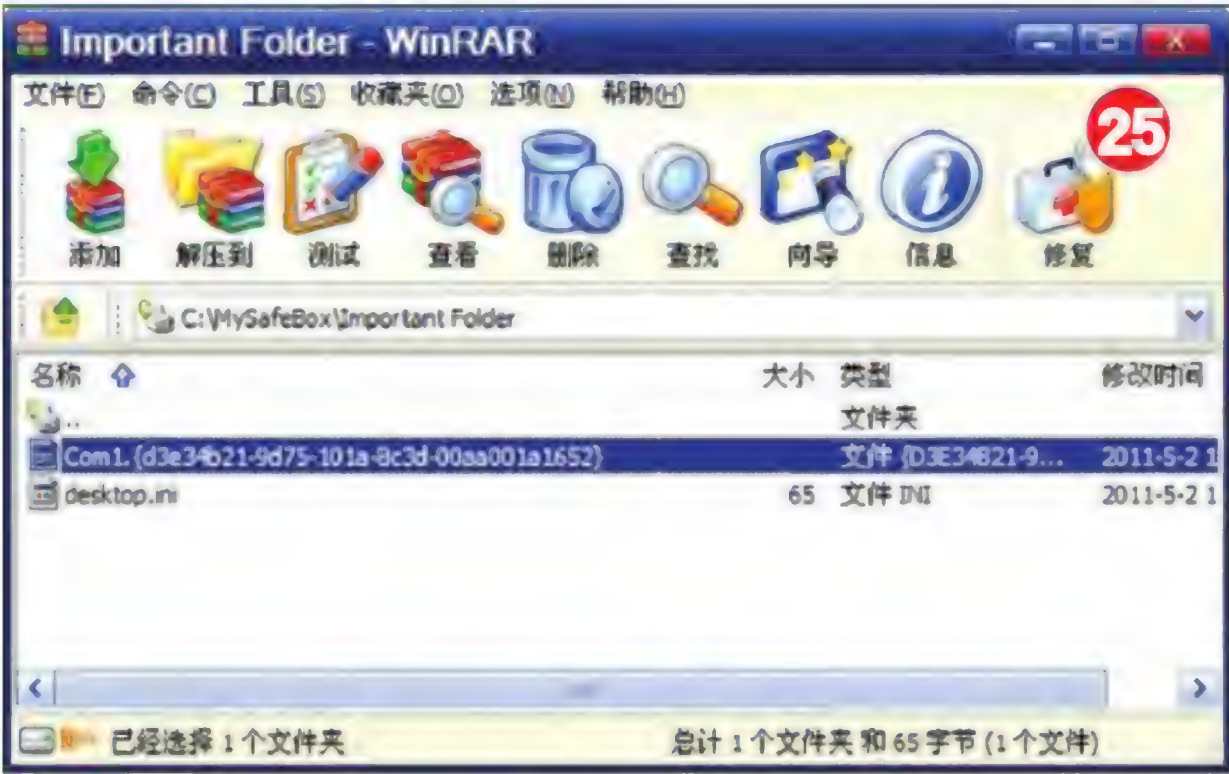 Important Folder - WinRAR
文件(F) 命令(C) 工具(S) 收藏夹(O) 选项(N) 帮助(H)
25
添加 解压到 测试 查看 删除 查找 向导 信息 修复
C:\MySafeBox\Important Folder
名称 大小 类型 修改时间
.. 文件夹
Com1.{d3e34b21-9d75-101a-8c3d-00aa001a1652} 文件 {D3E34B21-9... 2011-5-2 1
desktop.ini 65 文件 INI 2011-5-2 1
已经选择 1 个文件夹 总计 1 个文件夹 和 65 字节 (1 个文件)